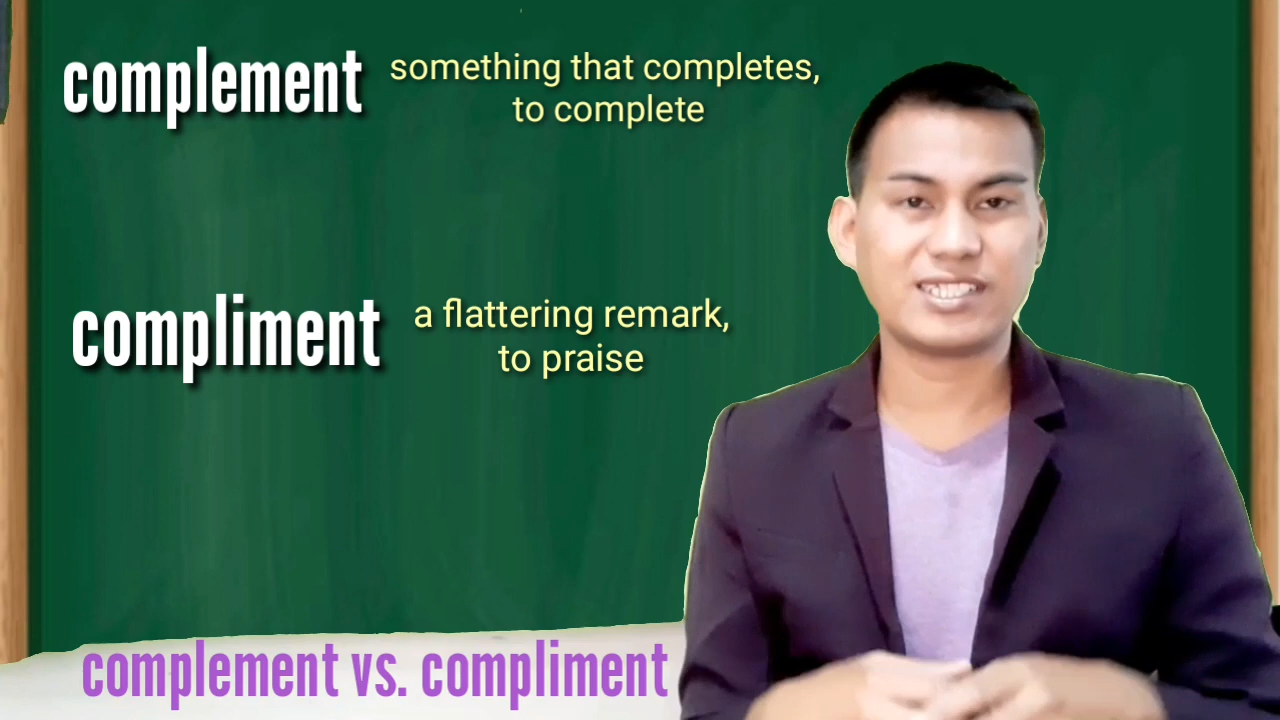 complement
something that completes,
to complete
compliment
a flattering remark,
to praise
complement vs. compliment